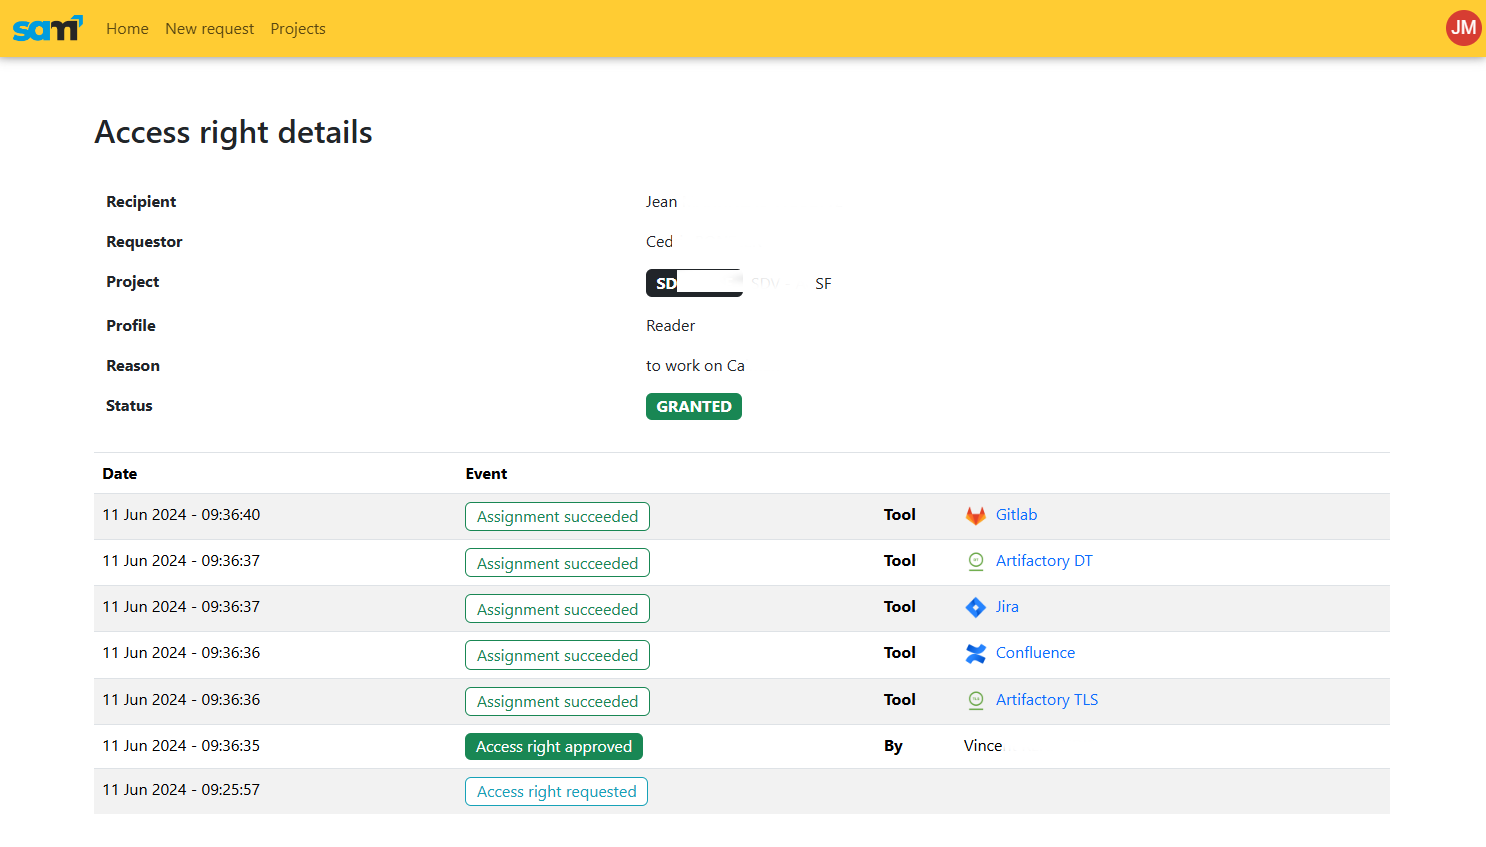 sam Home New request Projects JM
Access right details
Recipient Jean
Requestor Ced
Project SD SDV - SF
Profile Reader
Reason to work on Ca
Status GRANTED
Date Event
11 Jun 2024 - 09:36:40 Assignment succeeded Tool Gitlab
11 Jun 2024 - 09:36:37 Assignment succeeded Tool Artifactory DT
11 Jun 2024 - 09:36:37 Assignment succeeded Tool Jira
11 Jun 2024 - 09:36:36 Assignment succeeded Tool Confluence
11 Jun 2024 - 09:36:36 Assignment succeeded Tool Artifactory TLS
11 Jun 2024 - 09:36:35 Access right approved By Vince
11 Jun 2024 - 09:25:57 Access right requested